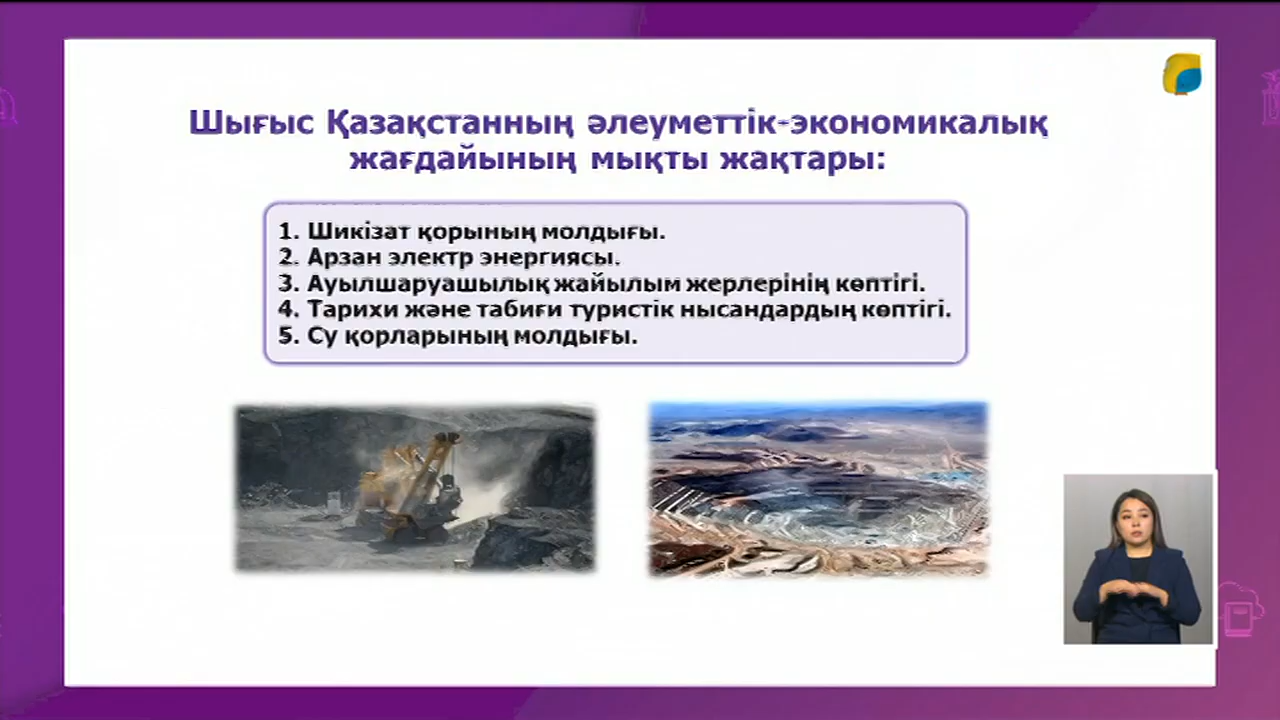 Шығыс Қазақстанның әлеуметтік-экономикалық
жағдайының мықты жақтары:
1. Шикізат қорының молдығы.
2. Арзан электр энергиясы.
3. Ауылшаруашылық жайылым жерлерінің көптігі.
4. Тарихи және табиғи туристік нысандардың көптігі.
5. Су қорларының молдығы.